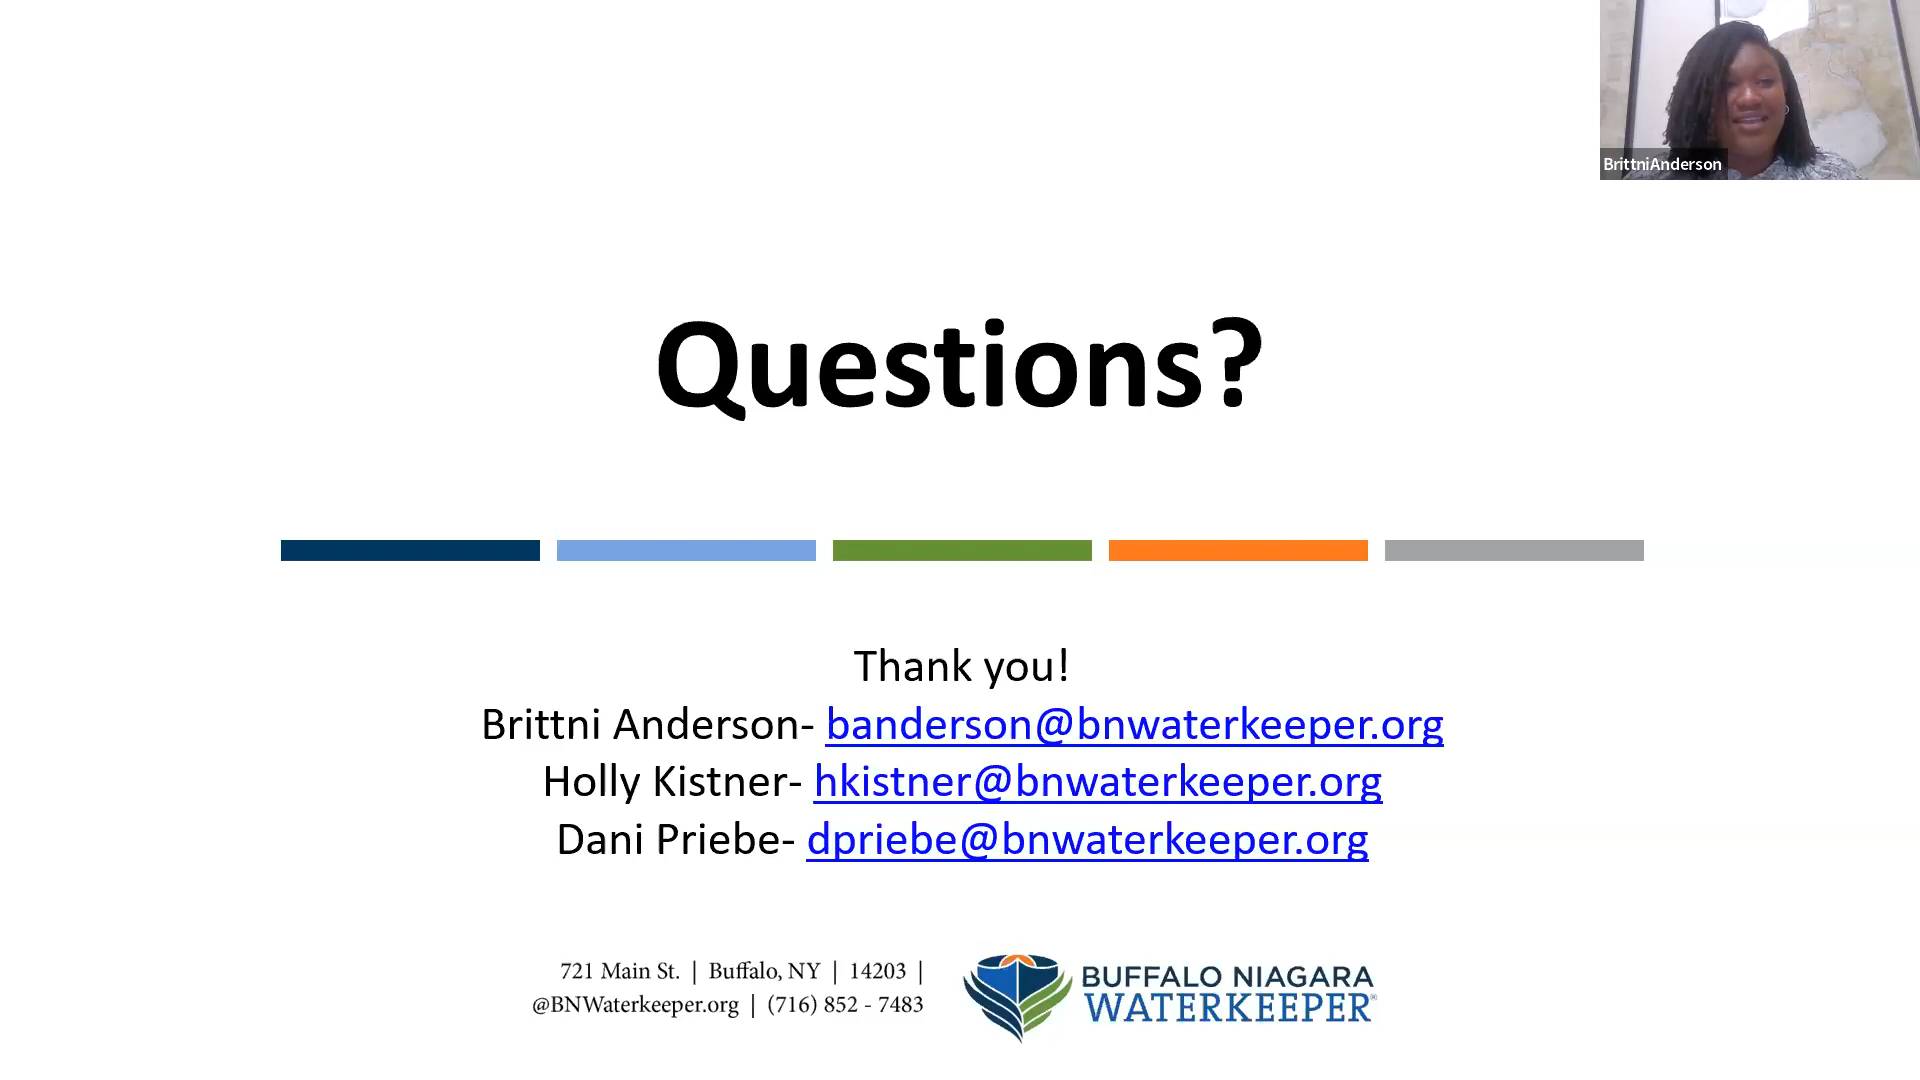 BrittniAnderson
Questions?
Thank you!
Brittni Anderson- banderson@bnwaterkeeper.org
Holly Kistner- hkistner@bnwaterkeeper.org
Dani Priebe- dpriebe@bnwaterkeeper.org
721 Main St. | Buffalo, NY | 14203 |
@BNWaterkeeper.org | (716) 852 - 7483
BUFFALO NIAGARA
WATERKEEPER®